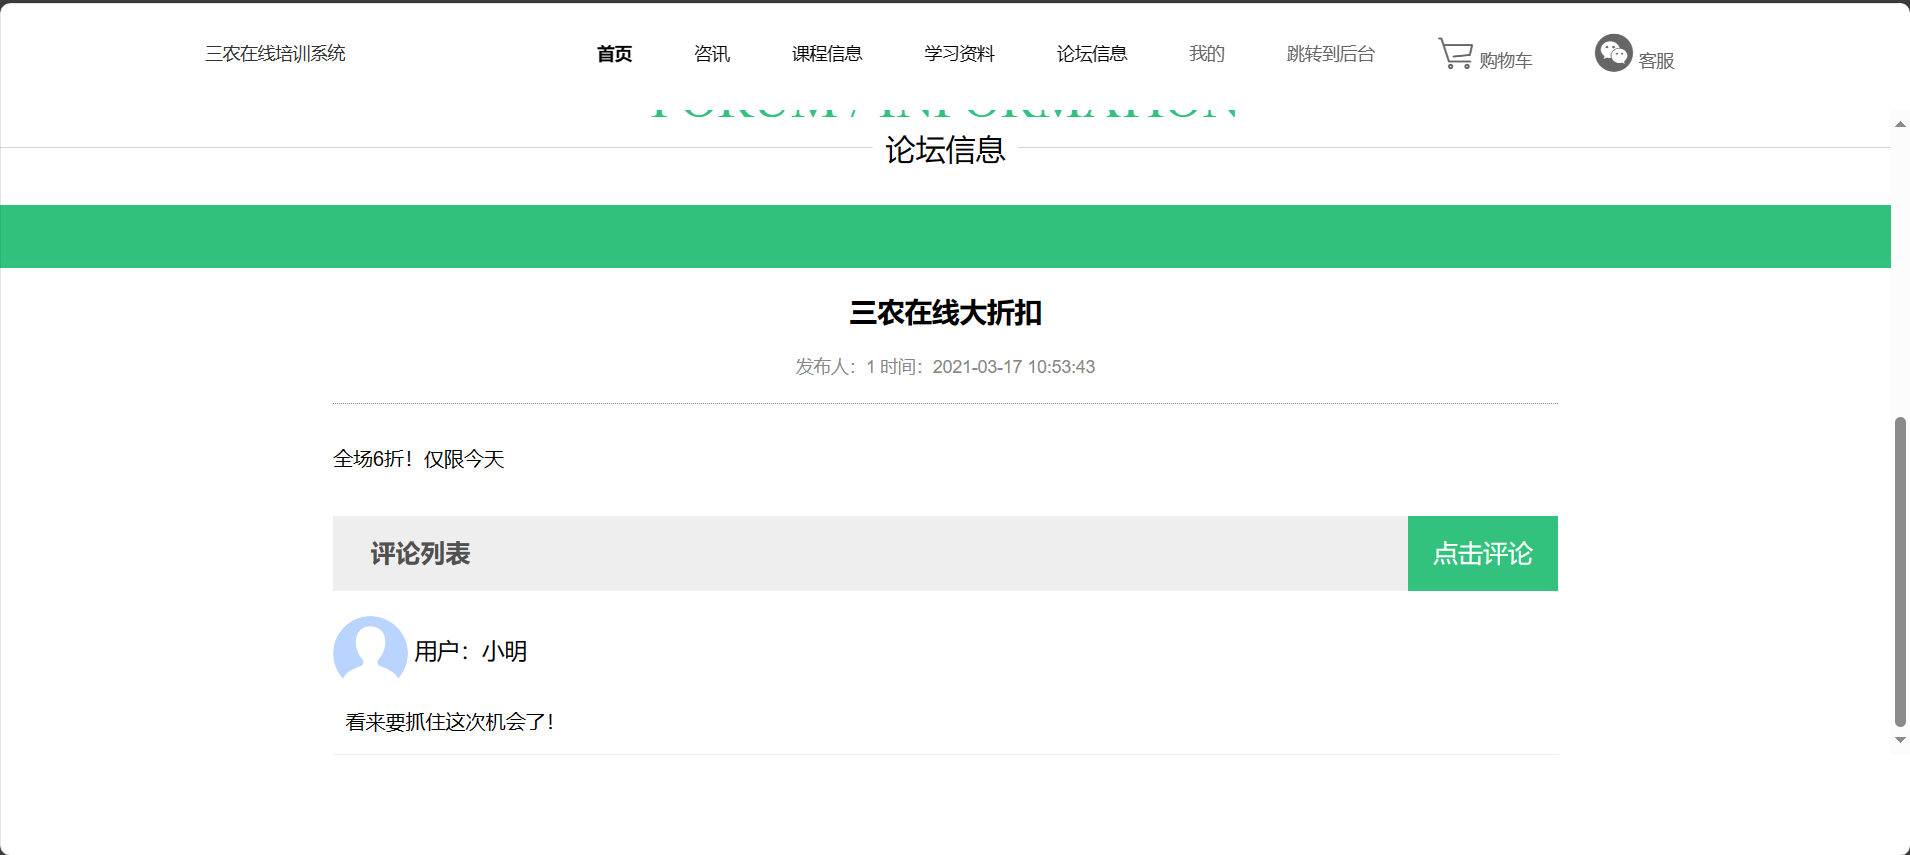 三农在线培训系统 首页 咨讯 课程信息 学习资料 论坛信息 我的 跳转到后台 购物车 客服
FORUM / INFORMATION
论坛信息
三农在线大折扣
发布人：1 时间：2021-03-17 10:53:43
全场6折！仅限今天
评论列表 点击评论
用户：小明
看来要抓住这次机会了！